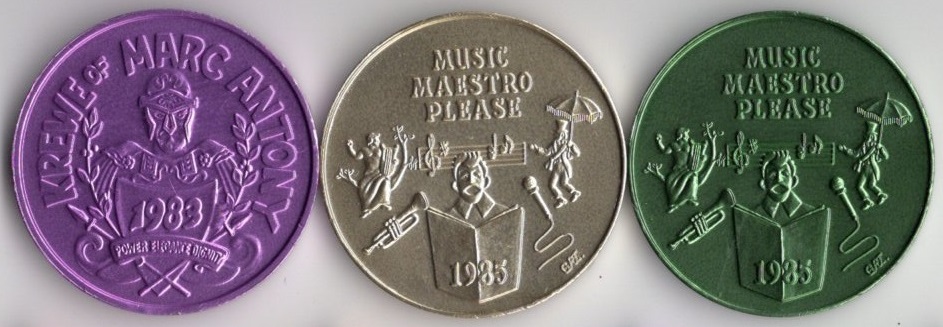 KREWE OF MARC ANTONY
1983
POWER ELEGANCE DIGNITY
MUSIC
MAESTRO
PLEASE
1985
MUSIC
MAESTRO
PLEASE
1985